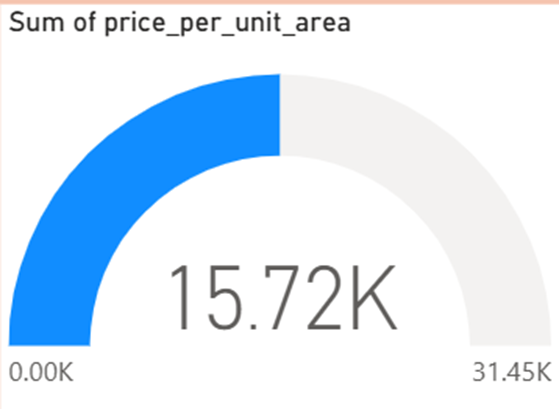 Sum of price_per_unit_area
15.72K
0.00K
31.45K